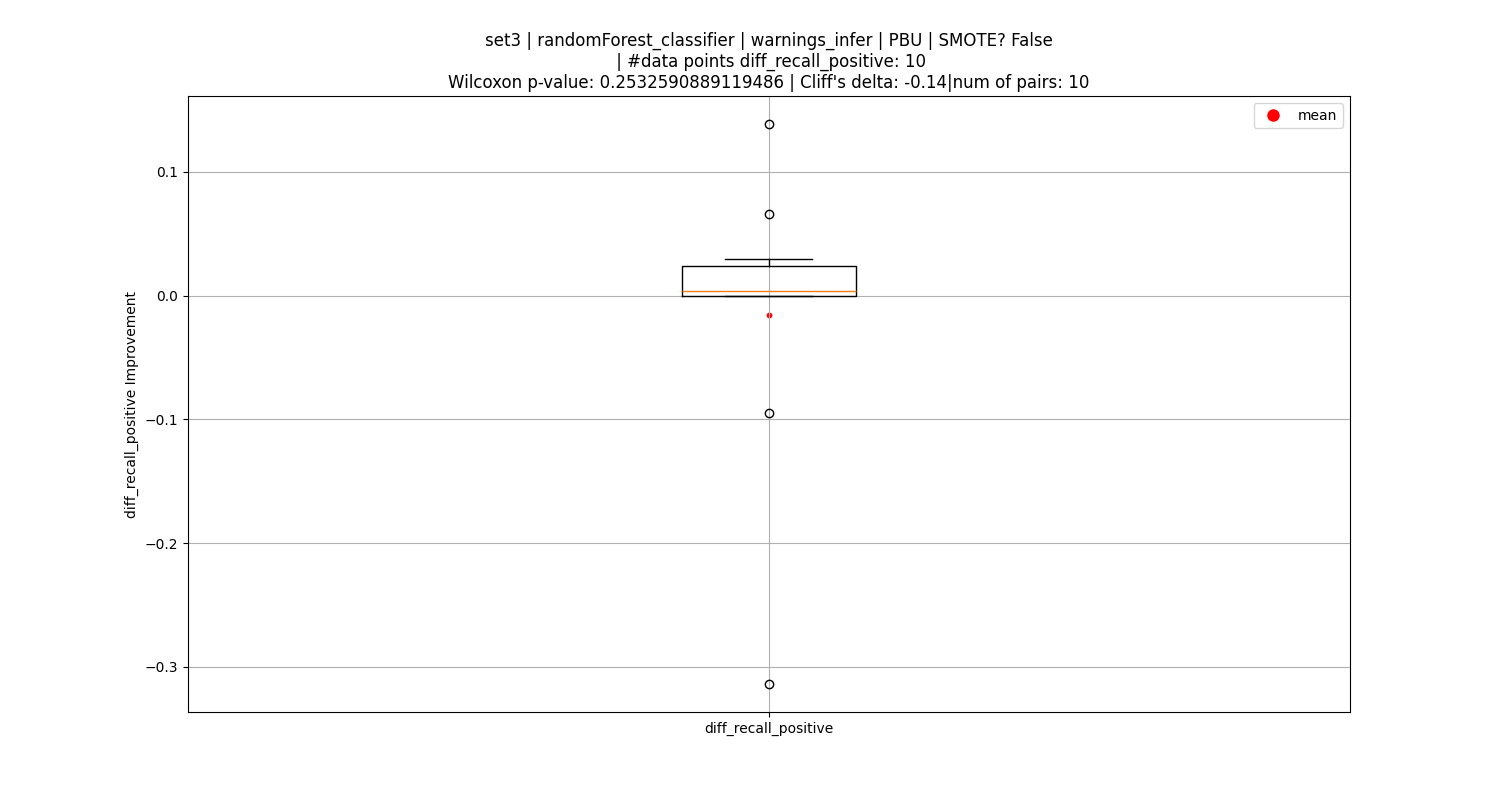 set3 | randomForest_classifier | warnings_infer | PBU | SMOTE? False
| #data points diff_recall_positive: 10
Wilcoxon p-value: 0.2532590889119486 | Cliff's delta: -0.14|num of pairs: 10
mean
0.1
0.0
−0.1
−0.2
−0.3
diff_recall_positive Improvement
diff_recall_positive